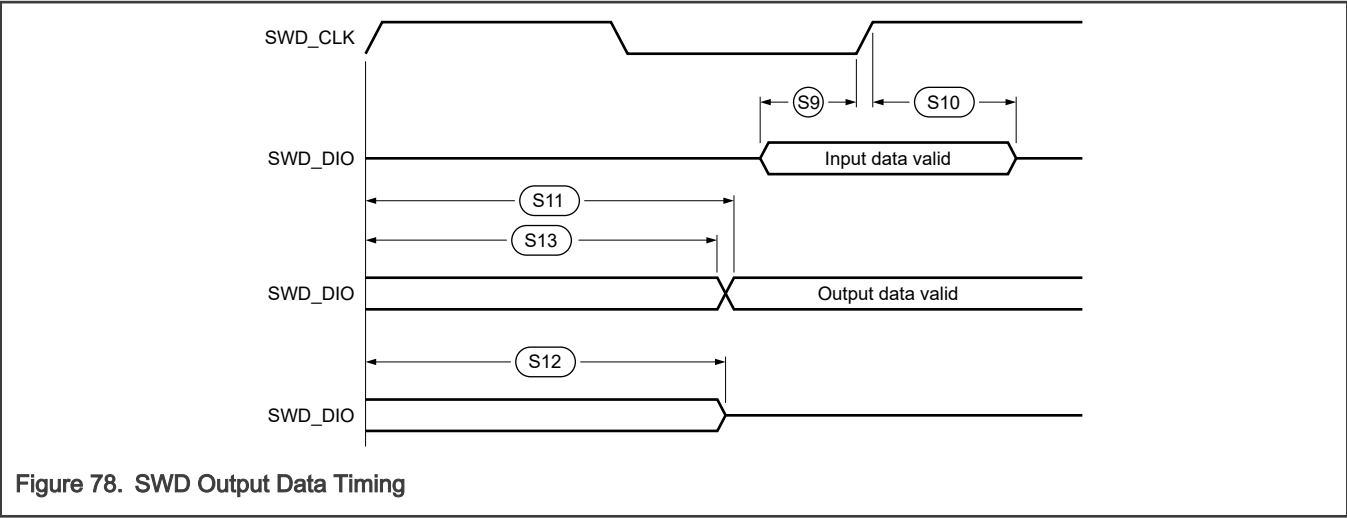 SWD_CLK
S9
S10
SWD_DIO
Input data valid
S11
S13
SWD_DIO
Output data valid
S12
SWD_DIO
Figure 78. SWD Output Data Timing